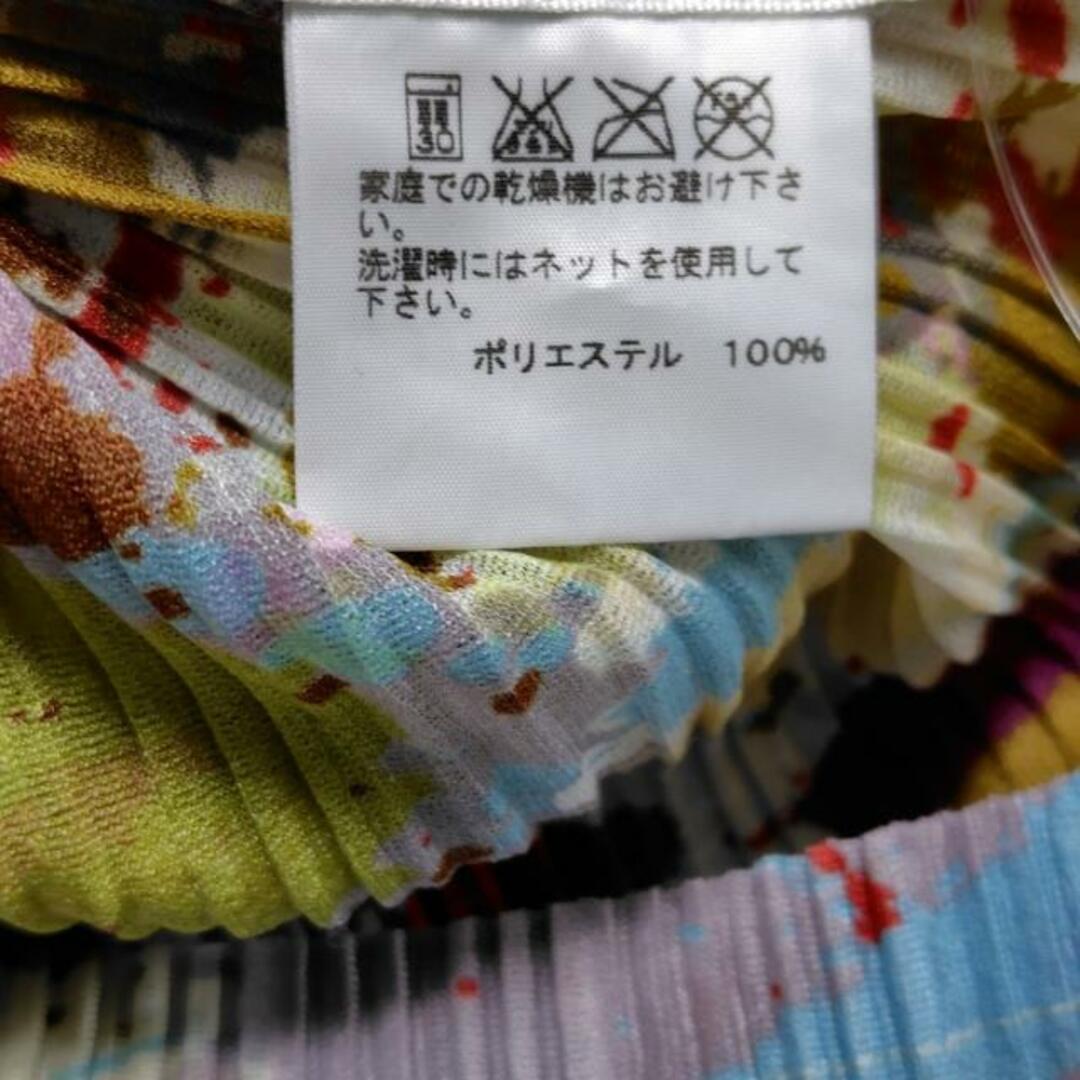 30
家庭での乾燥機はお避け下さ
い。
洗濯時にはネットを使用して
下さい。
ポリエステル 100%